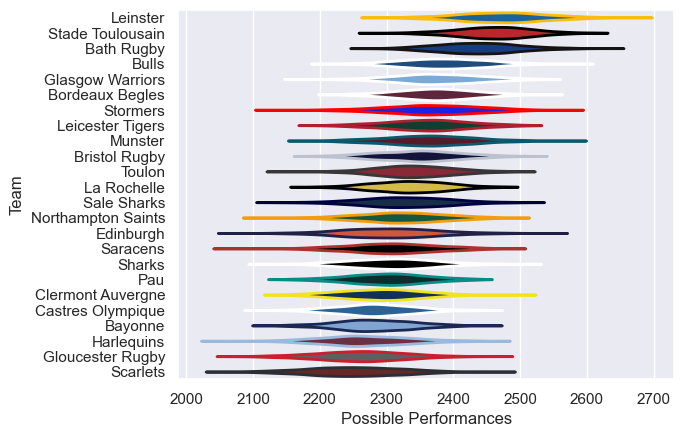 Leinster
Stade Toulousain
Bath Rugby
Bulls
Glasgow Warriors
Bordeaux Begles
Stormers
Leicester Tigers
Munster
Bristol Rugby
Toulon
La Rochelle
Sale Sharks
Northampton Saints
Edinburgh
Saracens
Sharks
Pau
Clermont Auvergne
Castres Olympique
Bayonne
Harlequins
Gloucester Rugby
Scarlets
Team
2000 2100 2200 2300 2400 2500 2600 2700
Possible Performances